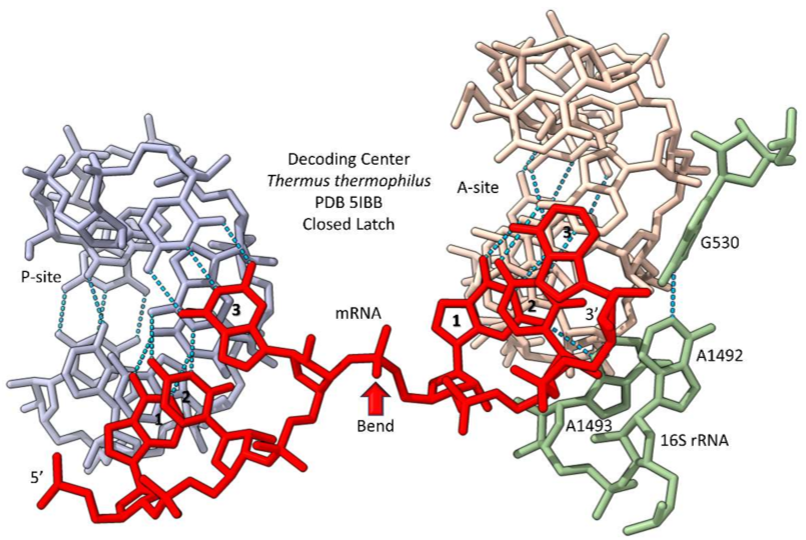 Decoding Center
Thermus thermophilus
PDB 5IBB
Closed Latch
A-site
G530
P-site
mRNA
3
3
1
2
3’
A1492
1
2
Bend
A1493
16S rRNA
5’